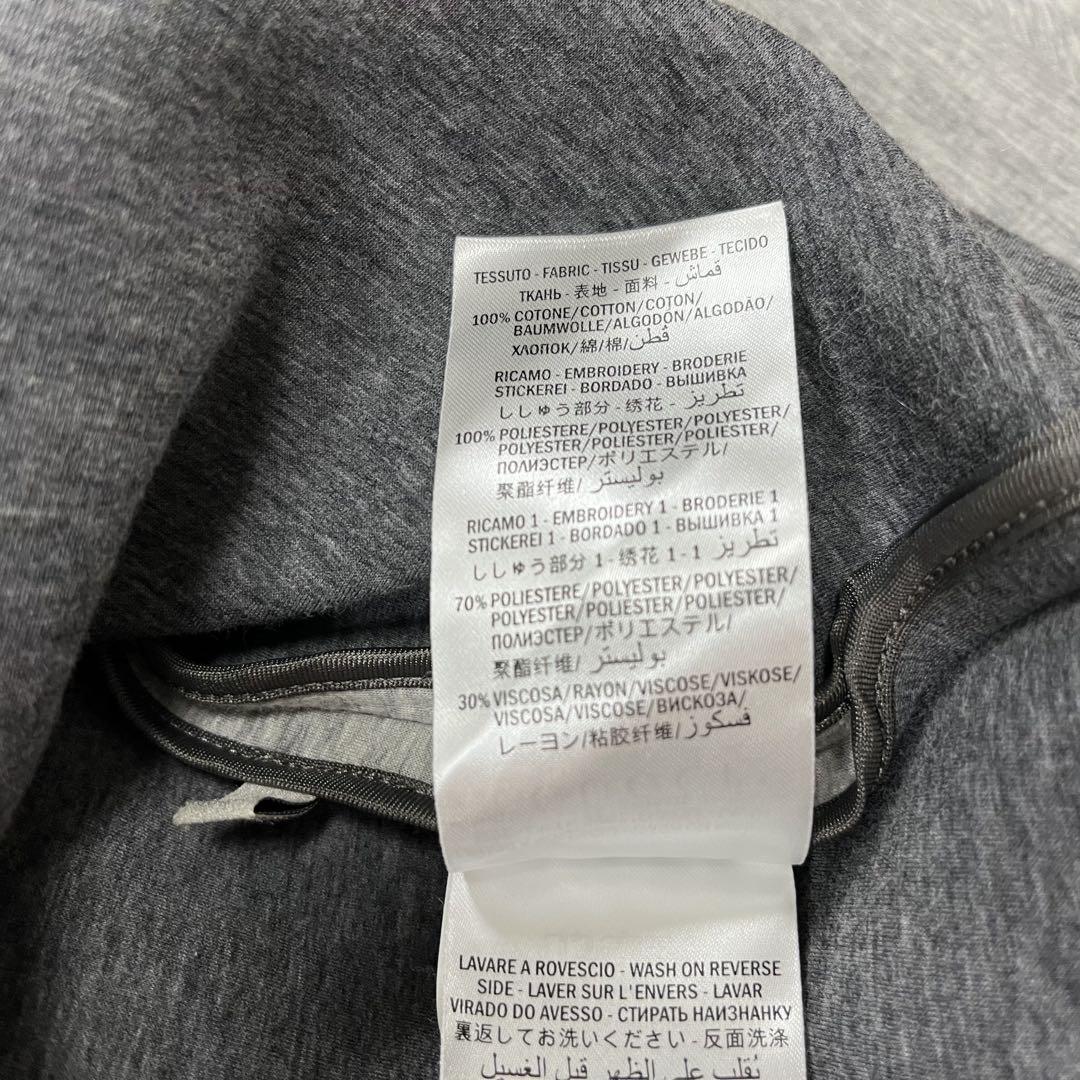 TESSUTO - FABRIC - TISSU - GEWEBE - TECIDO
ТКАНЬ - 表地 - 面料 - قماش
100% COTONE/COTTON/COTON/
BAUMWOLLE/ALGODON/ALGODÃO/
ХЛОПОК/綿/棉/قُطن
RICAMO - EMBROIDERY - BRODERIE
STICKEREI - BORDADO - ВЫШИВКА
ししゅう部分 - 绣花 - تطريز
100% POLIESTERE/POLYESTER/POLYESTER/
POLYESTER/POLIESTER/POLIESTER/
ПОЛИЭСТЕР/ポリエステル/
聚酯纤维/ بوليستر
RICAMO 1 - EMBROIDERY 1 - BRODERIE 1
STICKEREI 1 - BORDADO 1 - ВЫШИВКА 1
ししゅう部分 1 - 绣花 1 - 1 تطريز
70% POLIESTERE/POLYESTER/POLYESTER/
POLYESTER/POLIESTER/POLIESTER/
ПОЛИЭСТЕР/ポリエステル/
聚酯纤维/ بوليستر
30% VISCOSA/RAYON/VISCOSE/VISKOSE/
VISCOSA/VISCOSE/ВИСКОЗА/
レーヨン/粘胶纤维/ فسكوز
LAVARE A ROVESCIO - WASH ON REVERSE
SIDE - LAVER SUR L'ENVERS - LAVAR
VIRADO DO AVESSO - СТИРАТЬ НАИЗНАНКУ
裏返してお洗いください - 反面洗涤
يُقلب على الظهر قبل الغسيل